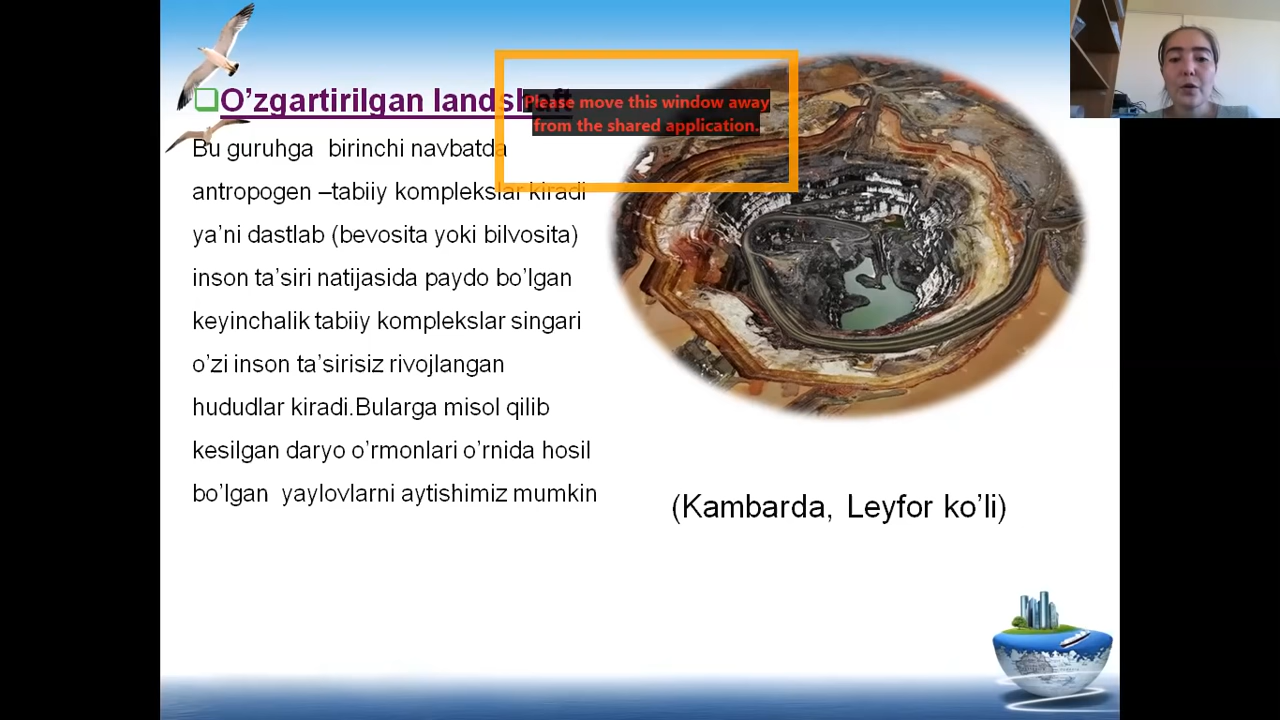 O’zgartirilgan landshaft
Please move this window away
from the shared application.
Bu guruhga birinchi navbatda
antropogen –tabiiy komplekslar kiradi
ya’ni dastlab (bevosita yoki bilvosita)
inson ta’siri natijasida paydo bo’lgan
keyinchalik tabiiy komplekslar singari
o’zi inson ta’sirisiz rivojlangan
hududlar kiradi.Bularga misol qilib
kesilgan daryo o’rmonlari o’rnida hosil
bo’lgan yaylovlarni aytishimiz mumkin
(Kambarda, Leyfor ko’li)